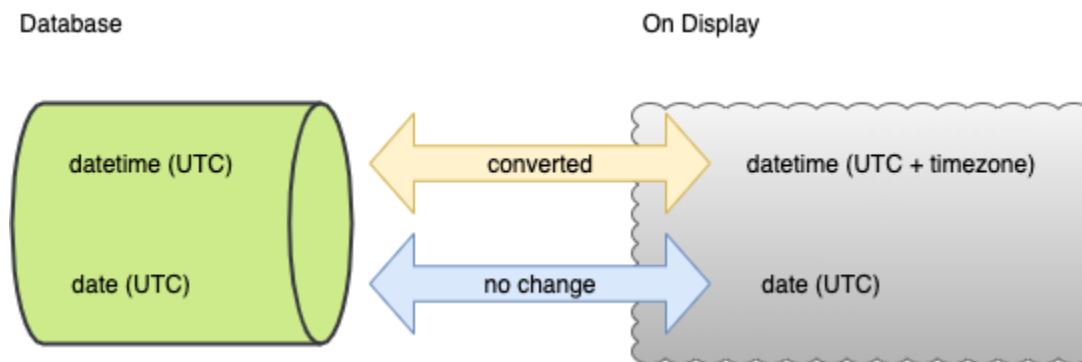 Database
On Display
datetime (UTC)
converted
datetime (UTC + timezone)
date (UTC)
no change
date (UTC)